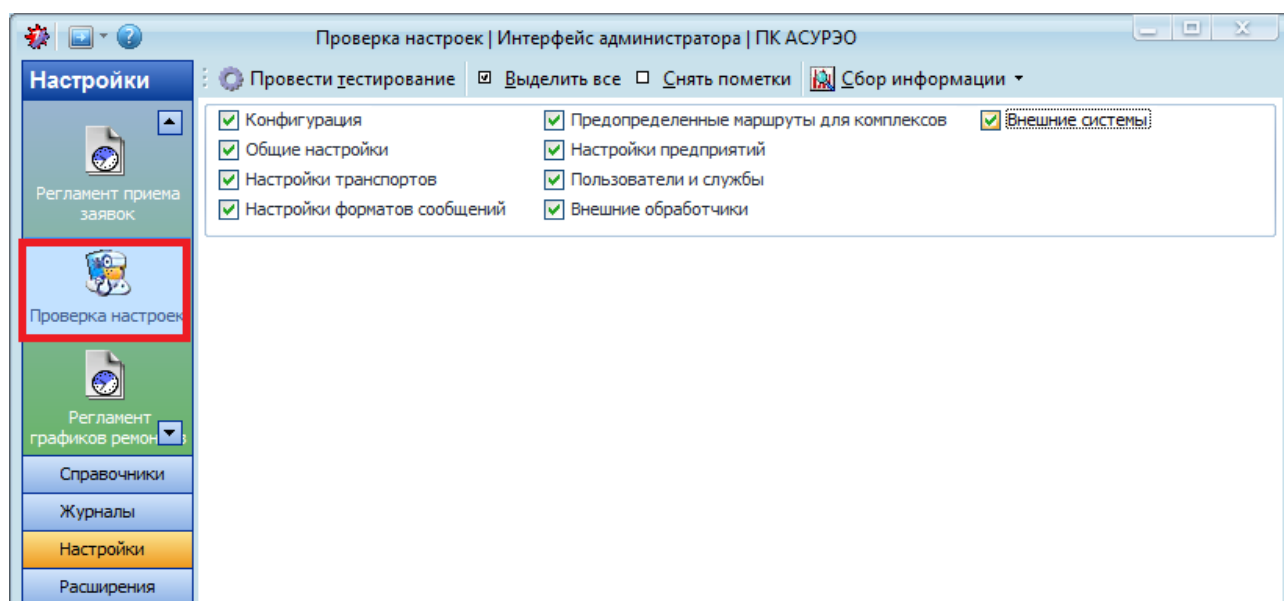 Проверка настроек | Интерфейс администратора | ПК АСУРЭО
Настройки
Провести тестирование Выделить все Снять пометки Сбор информации
Конфигурация Предопределенные маршруты для комплексов Внешние системы
Общие настройки Настройки предприятий
Настройки транспортов Пользователи и службы
Настройки форматов сообщений Внешние обработчики
Регламент приема
заявок
Проверка настроек
Регламент
графиков
Справочники
Журналы
Настройки
Расширения